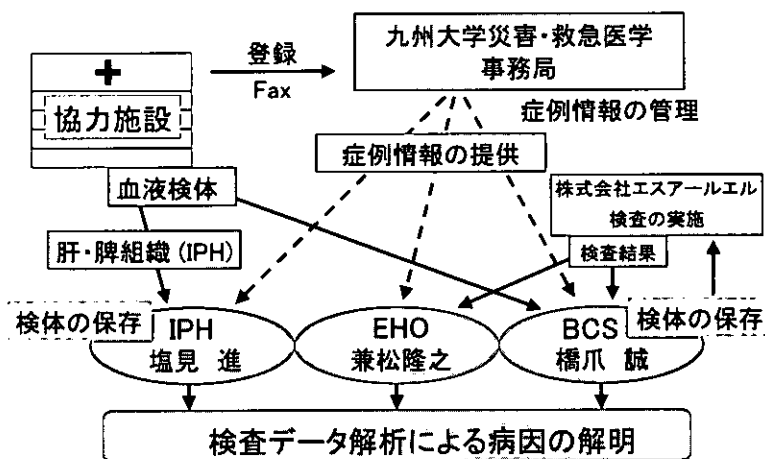 九州大学災害・救急医学
事務局
登録
Fax
協力施設
症例情報の管理
症例情報の提供
血液検体
株式会社エスアールエル
検査の実施
肝・脾組織 (IPH)
検査結果
検体の保存
IPH
塩見 進
EHO
兼松隆之
BCS
橋爪 誠
検体の保存
検査データ解析による病因の解明